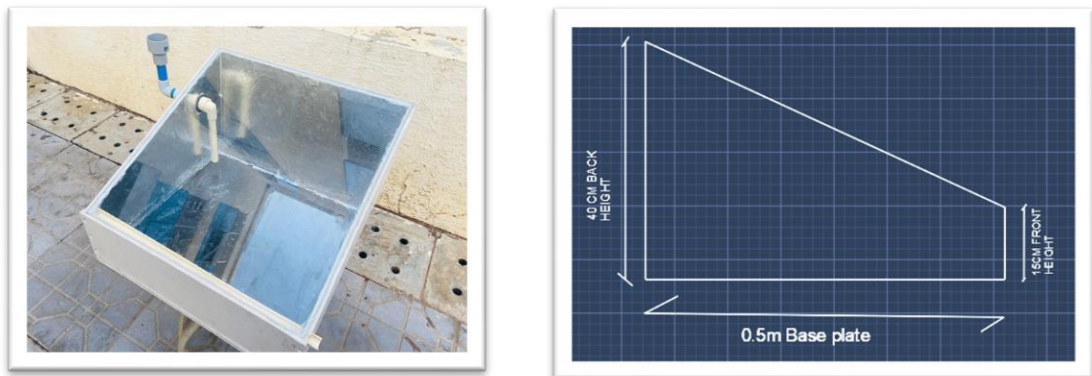 40 CM BACK
HEIGHT
15CM FRONT
HEIGHT
0.5m Base plate